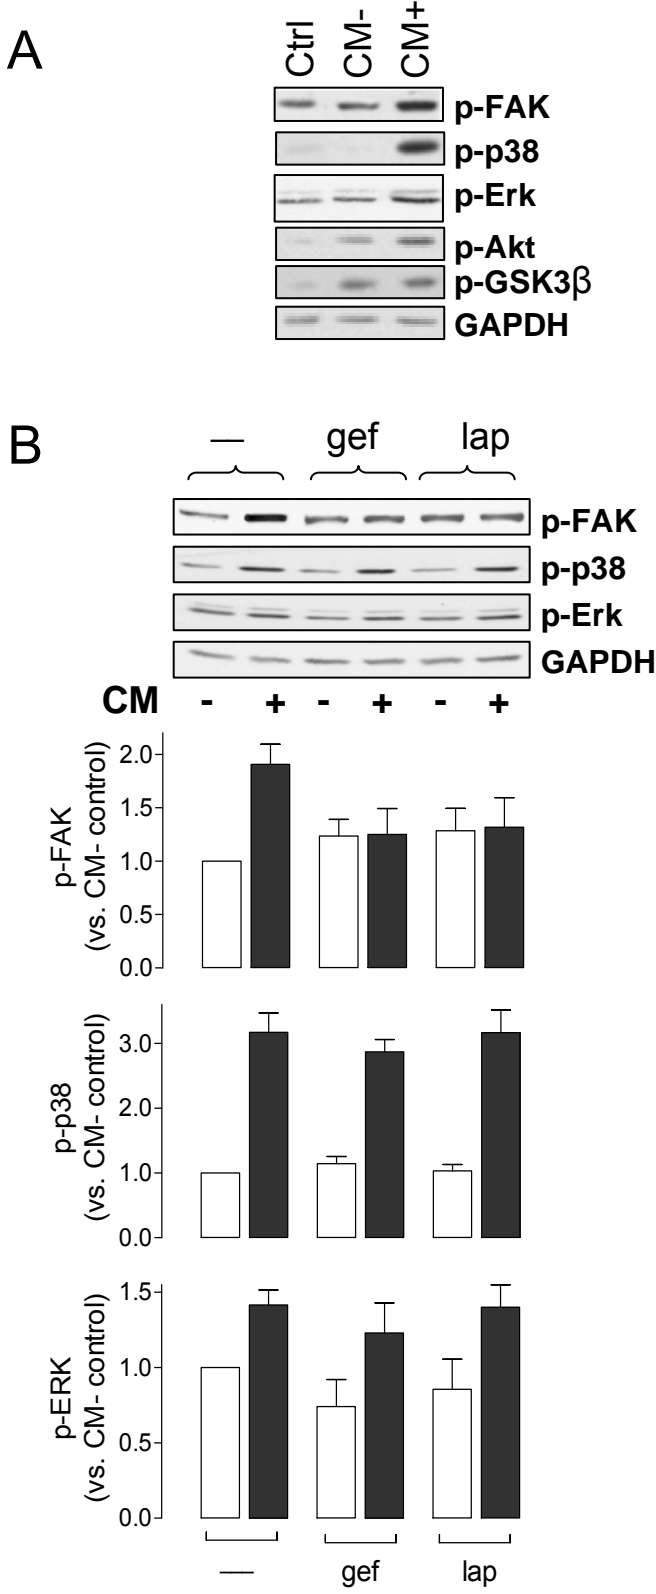 A
Ctrl CM- CM+
p-FAK
p-p38
p-Erk
p-Akt
p-GSK3β
GAPDH
B
— gef lap
p-FAK
p-p38
p-Erk
GAPDH
CM - + - + - +
p-FAK
(vs. CM- control)
2.0
1.5
1.0
0.5
0.0
p-p38
(vs. CM- control)
3.0
2.0
1.0
0.0
p-ERK
(vs. CM- control)
1.5
1.0
0.5
0.0
— gef lap